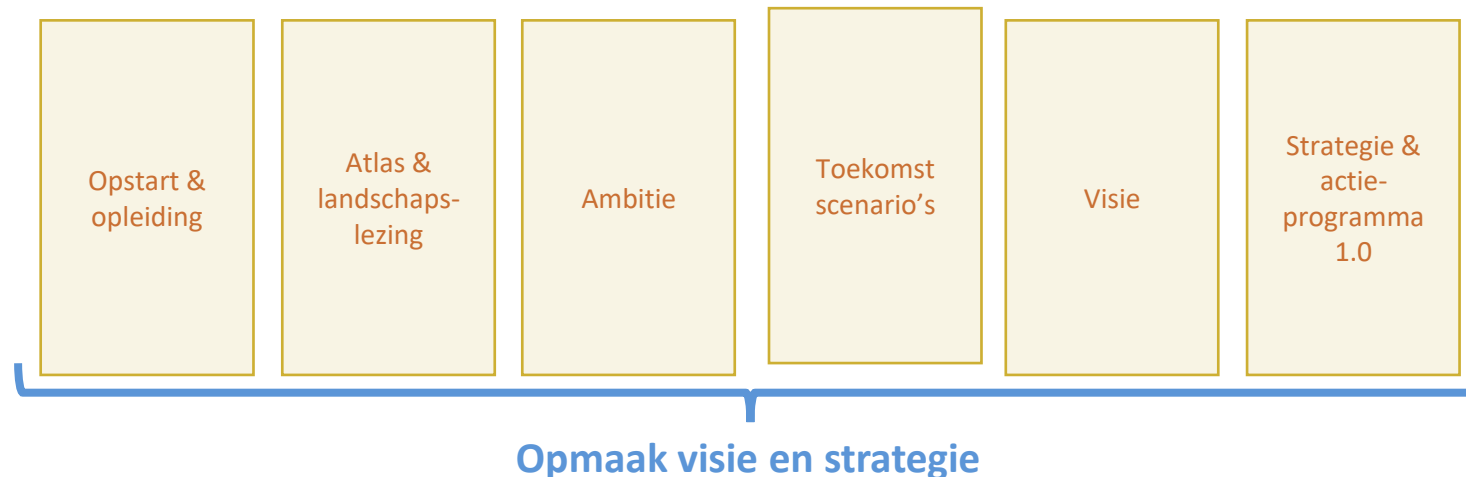 Opstart &
opleiding
Atlas &
landschaps-
lezing
Ambitie
Toekomst
scenario's
Visie
Strategie &
actie-
programma
1.0
Opmaak visie en strategie